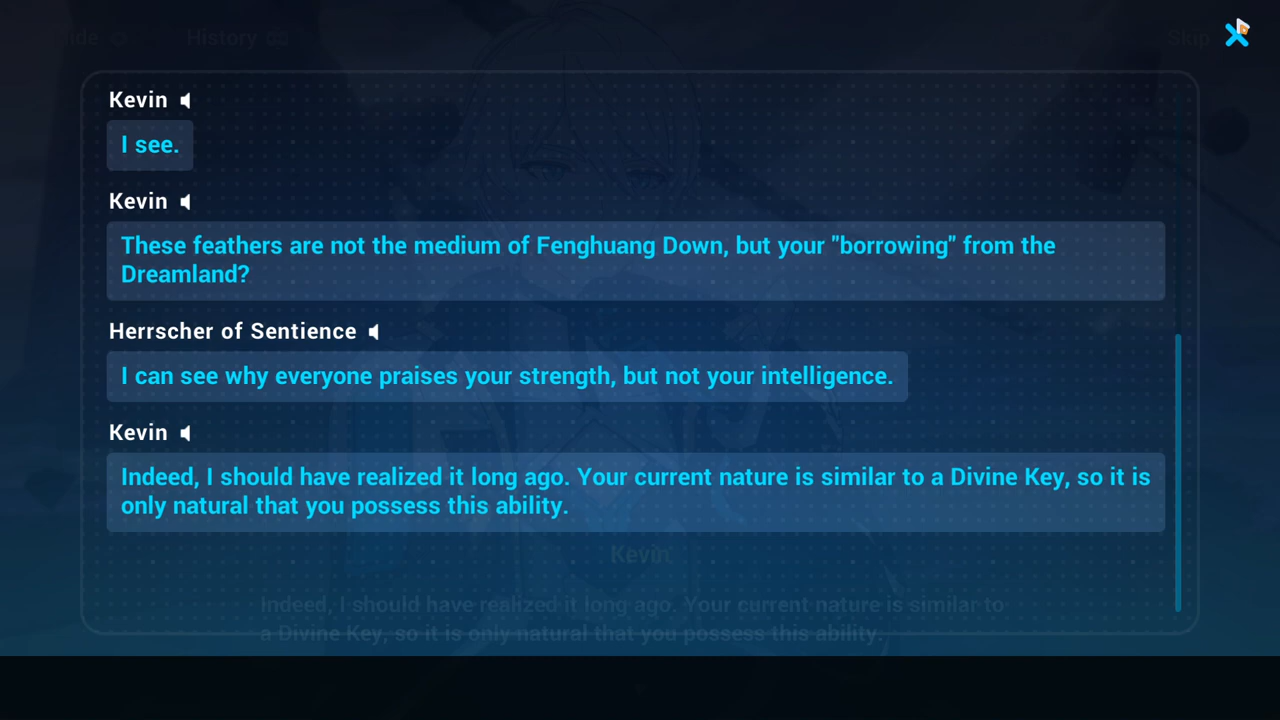 Hide
History
Skip
Kevin
I see.
Kevin
These feathers are not the medium of Fenghuang Down, but your "borrowing" from the
Dreamland?
Herrscher of Sentience
I can see why everyone praises your strength, but not your intelligence.
Kevin
Indeed, I should have realized it long ago. Your current nature is similar to a Divine Key, so it is
only natural that you possess this ability.
Kevin
Indeed, I should have realized it long ago. Your current nature is similar to
a Divine Key, so it is only natural that you possess this ability.